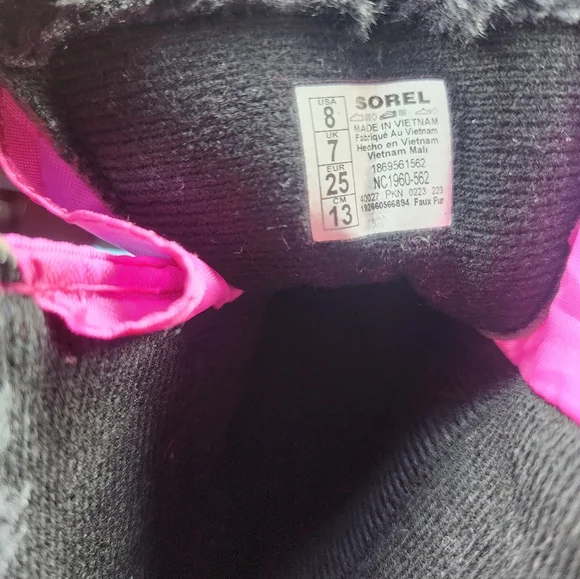 SOREL
USA
8
UK
7
EUR
25
CM
13
MADE IN VIETNAM
Fabriqué Au Vietnam
Hecho en Vietnam
Vietnam Mali
1869561562
NC1960-562
40027 PKN 0223 223
192660566894 Faux Fur